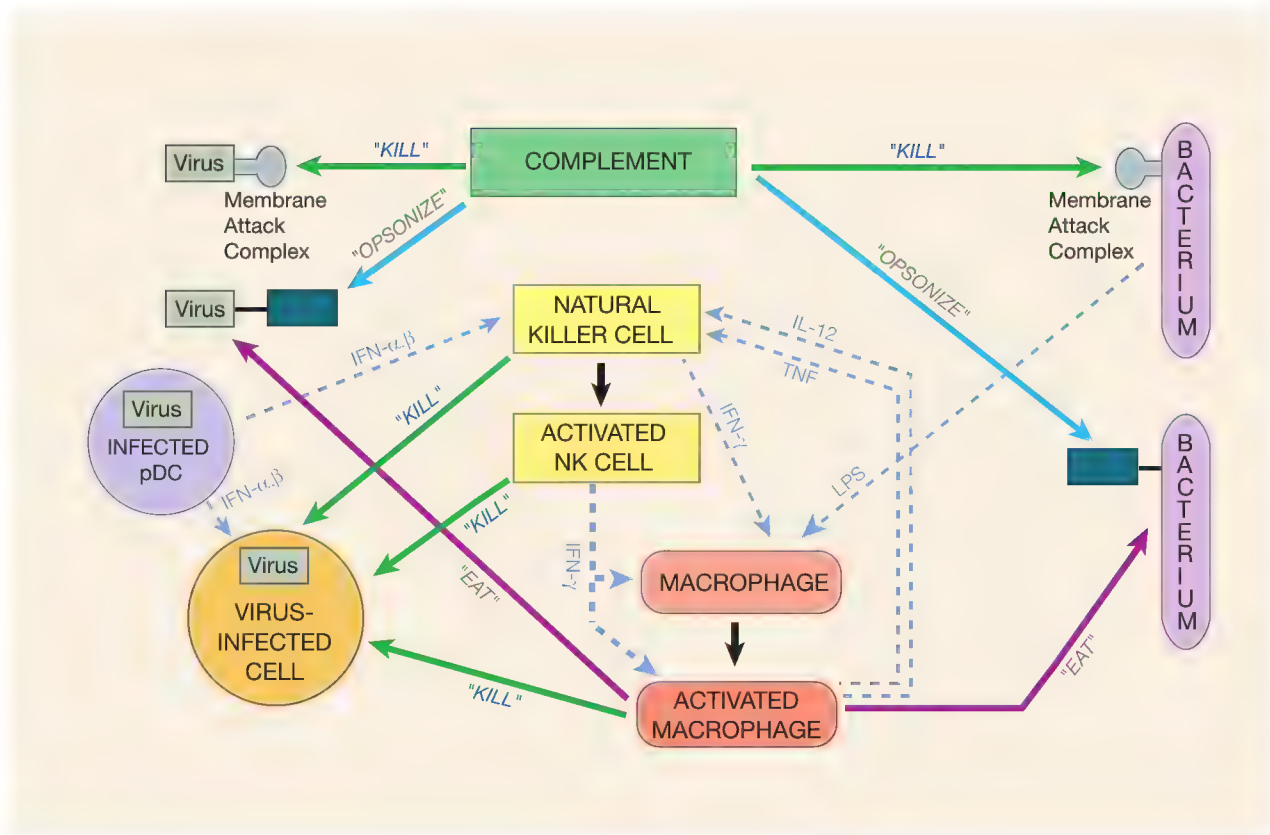 Virus
"KILL"
COMPLEMENT
"KILL"
Membrane
Attack
Complex
Membrane
Attack
Complex
BACTERIUM
"OPSONIZE"
"OPSONIZE"
Virus
NATURAL
KILLER CELL
IL-12
TNF
IFN-α,β
Virus
INFECTED
pDC
"KILL"
IFN-γ
ACTIVATED
NK CELL
LPS
BACTERIUM
IFN-α,β
"KILL"
IFN-γ
Virus
VIRUS-
INFECTED
CELL
"EAT"
MACROPHAGE
"KILL"
ACTIVATED
MACROPHAGE
"EAT"